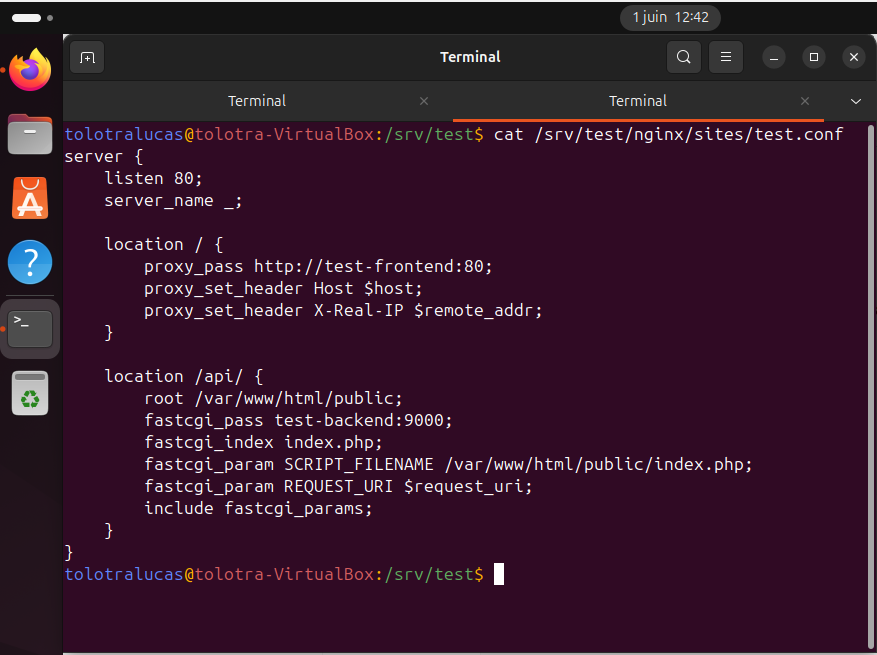 1 juin 12:42
Terminal
Terminal
Terminal
tolotralucas@tolotra-VirtualBox:/srv/test$ cat /srv/test/nginx/sites/test.conf
server {
    listen 80;
    server_name _;

    location / {
        proxy_pass http://test-frontend:80;
        proxy_set_header Host $host;
        proxy_set_header X-Real-IP $remote_addr;
    }

    location /api/ {
        root /var/www/html/public;
        fastcgi_pass test-backend:9000;
        fastcgi_index index.php;
        fastcgi_param SCRIPT_FILENAME /var/www/html/public/index.php;
        fastcgi_param REQUEST_URI $request_uri;
        include fastcgi_params;
    }
}
tolotralucas@tolotra-VirtualBox:/srv/test$